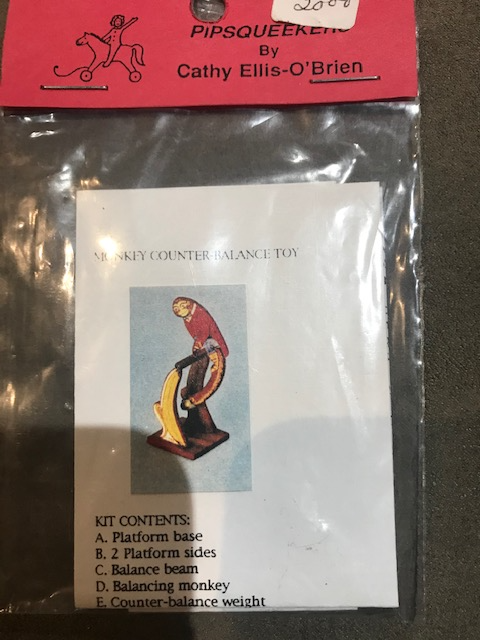 2000
PIPSQUEEKERS
By
Cathy Ellis-O'Brien
MONKEY COUNTER-BALANCE TOY
KIT CONTENTS:
A. Platform base
B. 2 Platform sides
C. Balance beam
D. Balancing monkey
E. Counter-balance weight